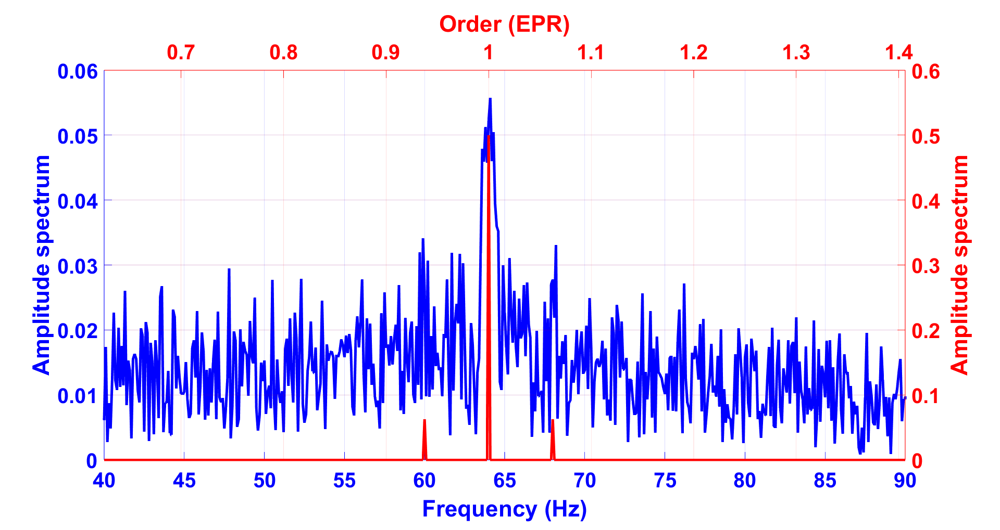 Order (EPR)
0.7 0.8 0.9 1 1.1 1.2 1.3 1.4
0.06 0.6
0.05 0.5
0.04 0.4
0.03 0.3
0.02 0.2
0.01 0.1
0 0
Amplitude spectrum
Amplitude spectrum
40 45 50 55 60 65 70 75 80 85 90
Frequency (Hz)